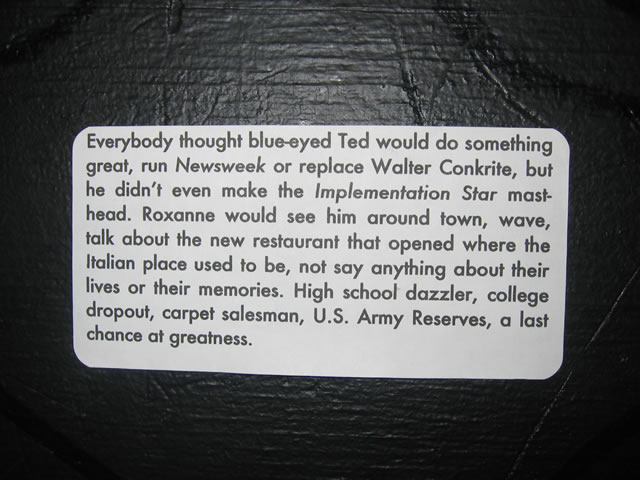 Everybody thought blue-eyed Ted would do something
great, run Newsweek or replace Walter Conkrite, but
he didn't even make the Implementation Star mast-
head. Roxanne would see him around town, wave,
talk about the new restaurant that opened where the
Italian place used to be, not say anything about their
lives or their memories. High school dazzler, college
dropout, carpet salesman, U.S. Army Reserves, a last
chance at greatness.